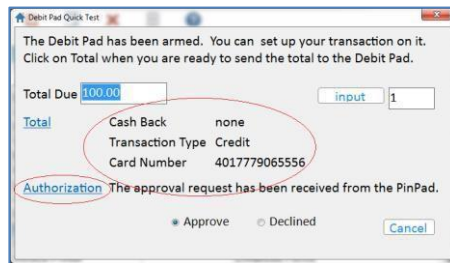 Debit Pad Quick Test
The Debit Pad has been armed. You can set up your transaction on it.
Click on Total when you are ready to send the total to the Debit Pad.
Total Due 100.00 input 1
Total Cash Back none
Transaction Type Credit
Card Number 4017779065556
Authorization The approval request has been received from the PinPad.
Approve Declined
Cancel